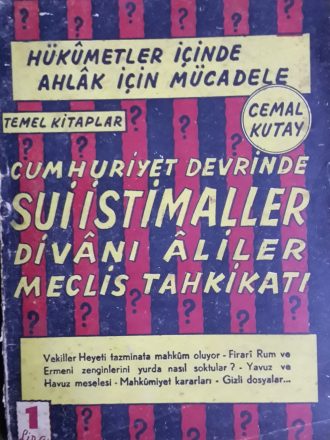 HÜKÛMETLER İÇİNDE
AHLÂK İÇİN MÜCADELE
TEMEL KİTAPLAR
CEMAL
KUTAY
CUMHURİYET DEVRİNDE
SUİİSTİMALLER
DİVÂNI ÂLİLER
MECLİS TAHKİKATI
Vekiller Heyeti tazminata mahkûm oluyor - Firarî Rum ve
Ermeni zenginlerini yurda nasıl soktular ? - Yavuz ve
Havuz meselesi - Mahkûmiyet kararları - Gizli dosyalar...
1
Lira